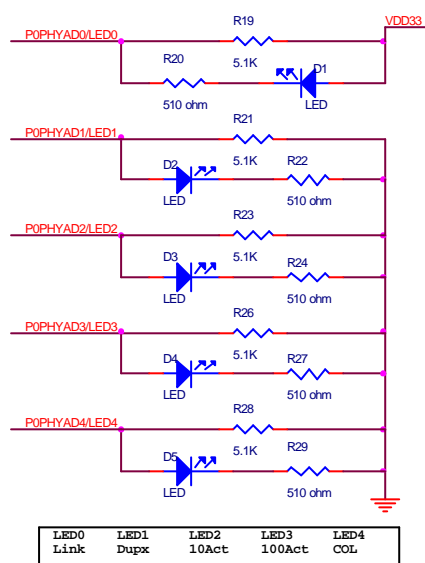 R19
VDD33
P0PHYAD0/LED0
R20
5.1K
D1
510 ohm
LED
P0PHYAD1/LED1
R21
D2
5.1K
R22
LED
510 ohm
P0PHYAD2/LED2
R23
D3
5.1K
R24
LED
510 ohm
P0PHYAD3/LED3
R26
D4
5.1K
R27
LED
510 ohm
P0PHYAD4/LED4
R28
D5
5.1K
R29
LED
510 ohm
LED0 LED1 LED2 LED3 LED4
Link Dupx 10Act 100Act COL